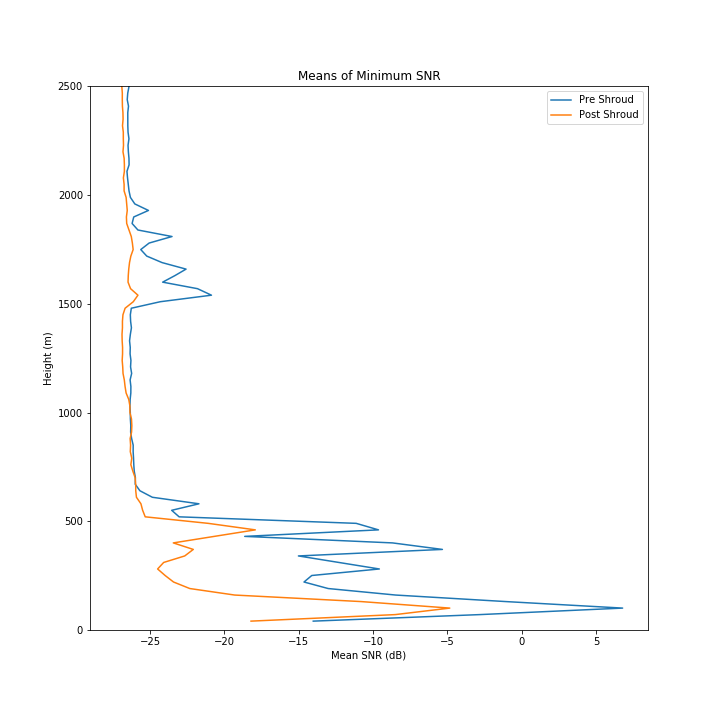 Means of Minimum SNR
Pre Shroud
Post Shroud
2500
2000
1500
1000
500
0
Height (m)
−25
−20
−15
−10
−5
0
5
Mean SNR (dB)